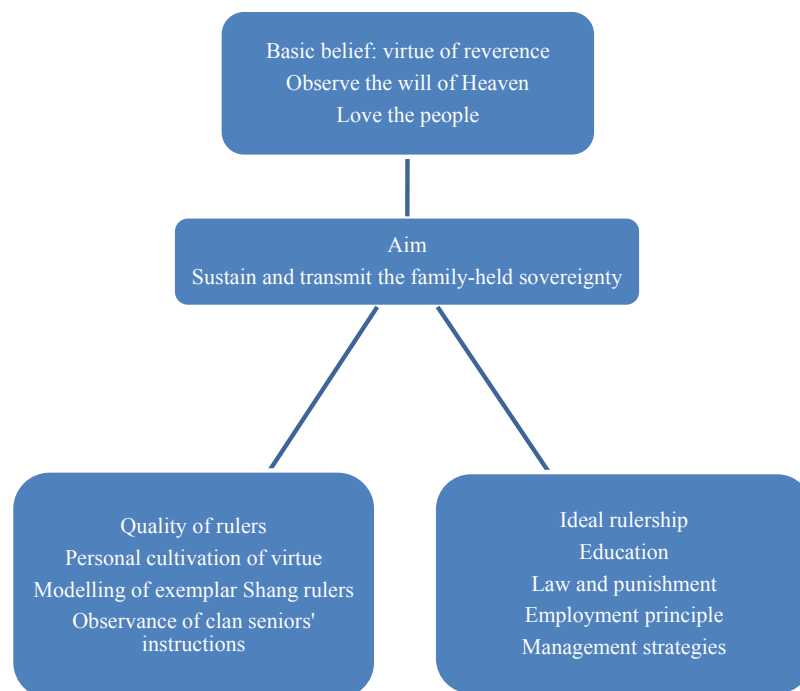 Basic belief: virtue of reverence
Observe the will of Heaven
Love the people
Aim
Sustain and transmit the family-held sovereignty
Quality of rulers
Personal cultivation of virtue
Modelling of exemplar Shang rulers
Observance of clan seniors'
instructions
Ideal rulership
Education
Law and punishment
Employment principle
Management strategies